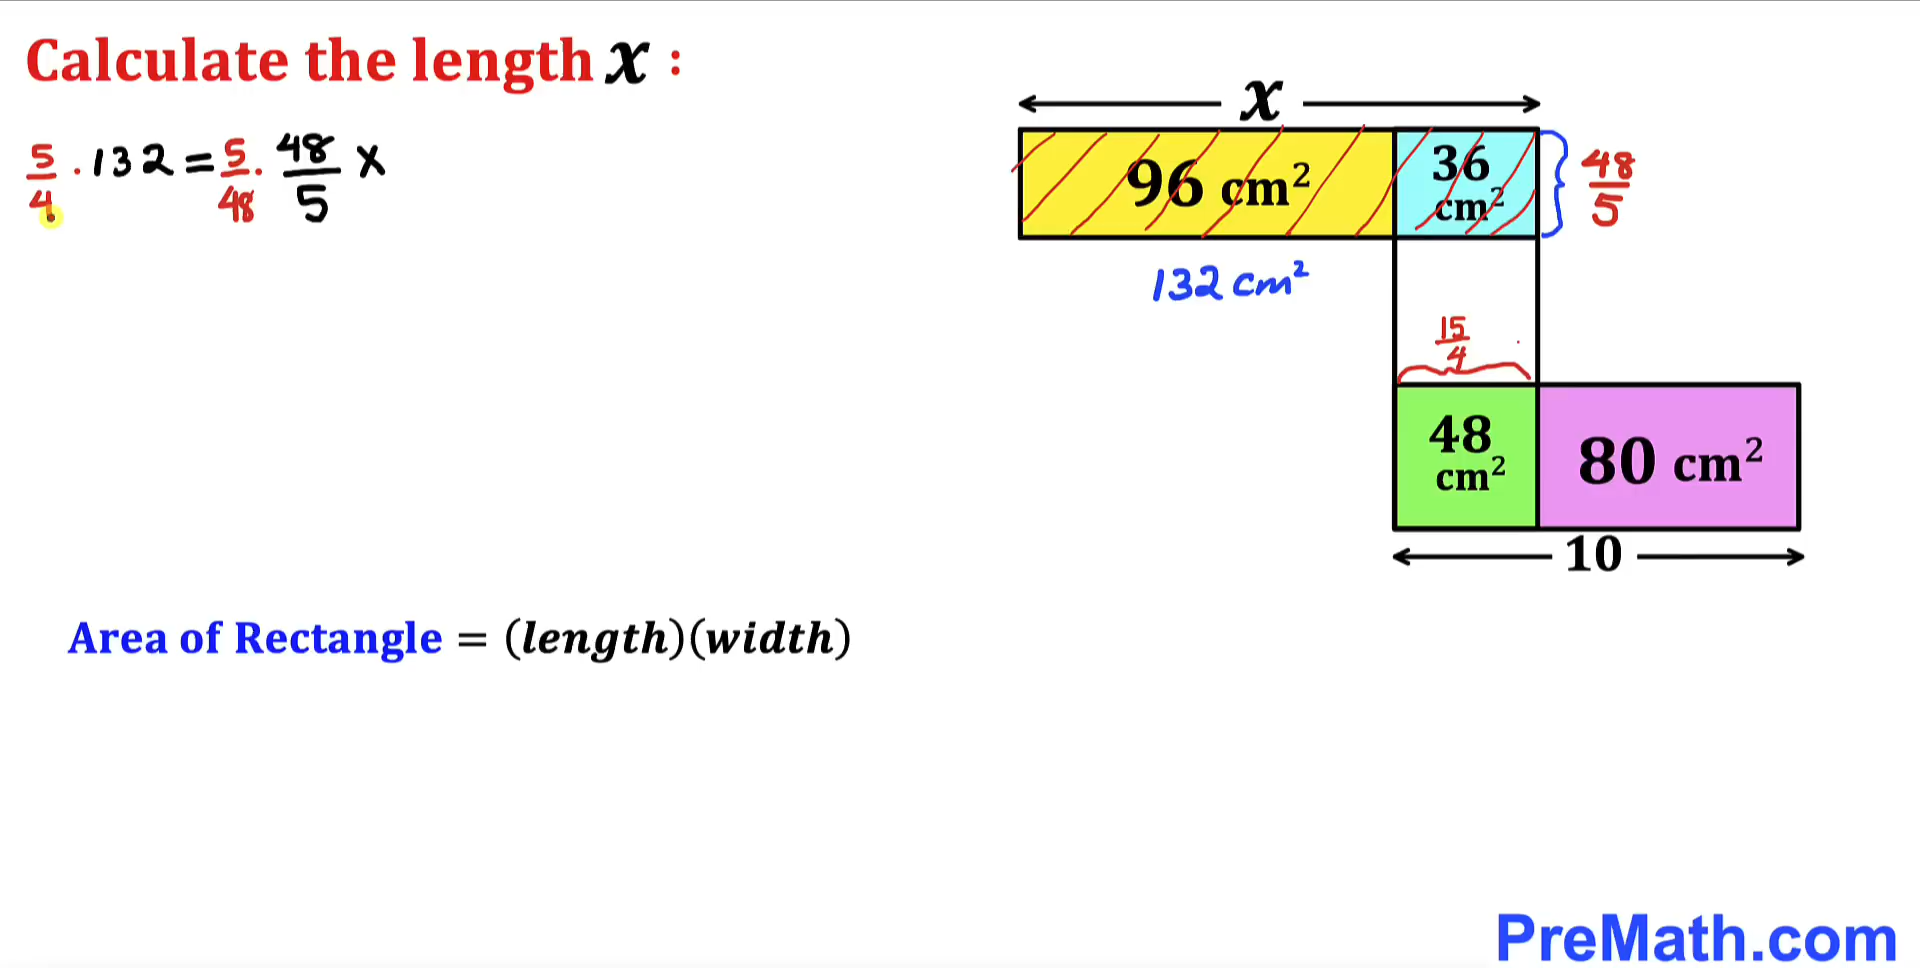 Calculate the length x :
5/4 · 132 = 5/48 · 48/5 x
x
96 cm²
36 cm²
48/5
132 cm²
15/4
48 cm²
80 cm²
10
Area of Rectangle = (length)(width)
PreMath.com